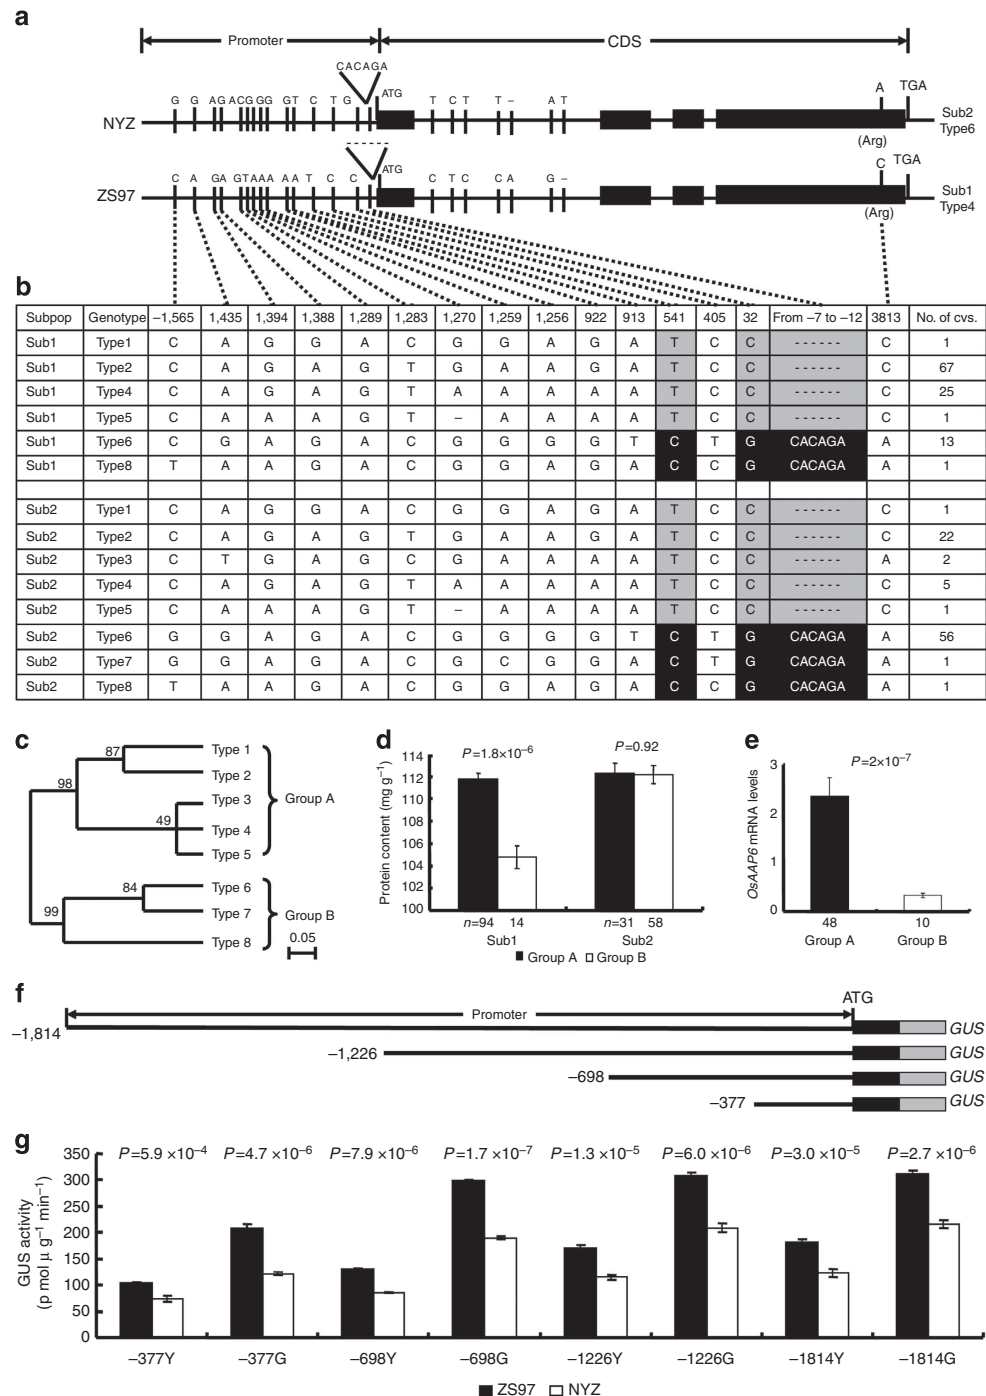 a
Promoter CDS
CACAGA
NYZ G G AGACGGG GT C T G ATG T C T T – A T A TGA Sub2
(Arg) Type6
ZS97 C A GAGTAAA AA T C C ATG C T C C A G – C TGA Sub1
(Arg) Type4
b
Subpop Genotype –1,565 1,435 1,394 1,388 1,289 1,283 1,270 1,259 1,256 922 913 541 405 32 From –7 to –12 3813 No. of cvs.
Sub1 Type1 C A G G A C G G A G A T C C - - - - - - C 1
Sub1 Type2 C A G A G T G A A G A T C C - - - - - - C 67
Sub1 Type4 C A G A G T A A A A A T C C - - - - - - C 25
Sub1 Type5 C A A A G T – A A A A T C C - - - - - - C 1
Sub1 Type6 C G A G A C G G G G T C T G CACAGA A 13
Sub1 Type8 T A A G A C G G A G A C C G CACAGA A 1
Sub2 Type1 C A G G A C G G A G A T C C - - - - - - C 1
Sub2 Type2 C A G A G T G A A G A T C C - - - - - - C 22
Sub2 Type3 C T G A G C G A A A A T C C - - - - - - A 2
Sub2 Type4 C A G A G T A A A A A T C C - - - - - - C 5
Sub2 Type5 C A A A G T – A A A A T C C - - - - - - C 1
Sub2 Type6 G G A G A C G G G G T C T G CACAGA A 56
Sub2 Type7 G G A G A C G C G G A C T G CACAGA A 1
Sub2 Type8 T A A G A C G G A G A C C G CACAGA A 1
c
87 Type 1
Type 2
98 Type 3 Group A
49 Type 4
Type 5
84 Type 6
99 Type 7 Group B
Type 8
0.05
d
P=1.8×10–6 P=0.92
Protein content (mg g–1)
114
112
110
108
106
104
102
100
n=94 14 n=31 58
Sub1 Sub2
Group A Group B
e
P=2×10–7
OsAAP6 mRNA levels
3
2
1
0
48 10
Group A Group B
f
ATG
Promoter
–1,814 GUS
–1,226 GUS
–698 GUS
–377 GUS
g
P=5.9 ×10–4 P=4.7 ×10–6 P=7.9 ×10–6 P=1.7 ×10–7 P=1.3 ×10–5 P=6.0 ×10–6 P=3.0 ×10–5 P=2.7 ×10–6
GUS activity
(p mol μ g–1 min–1)
350
300
250
200
150
100
50
0
–377Y –377G –698Y –698G –1226Y –1226G –1814Y –1814G
ZS97 NYZ